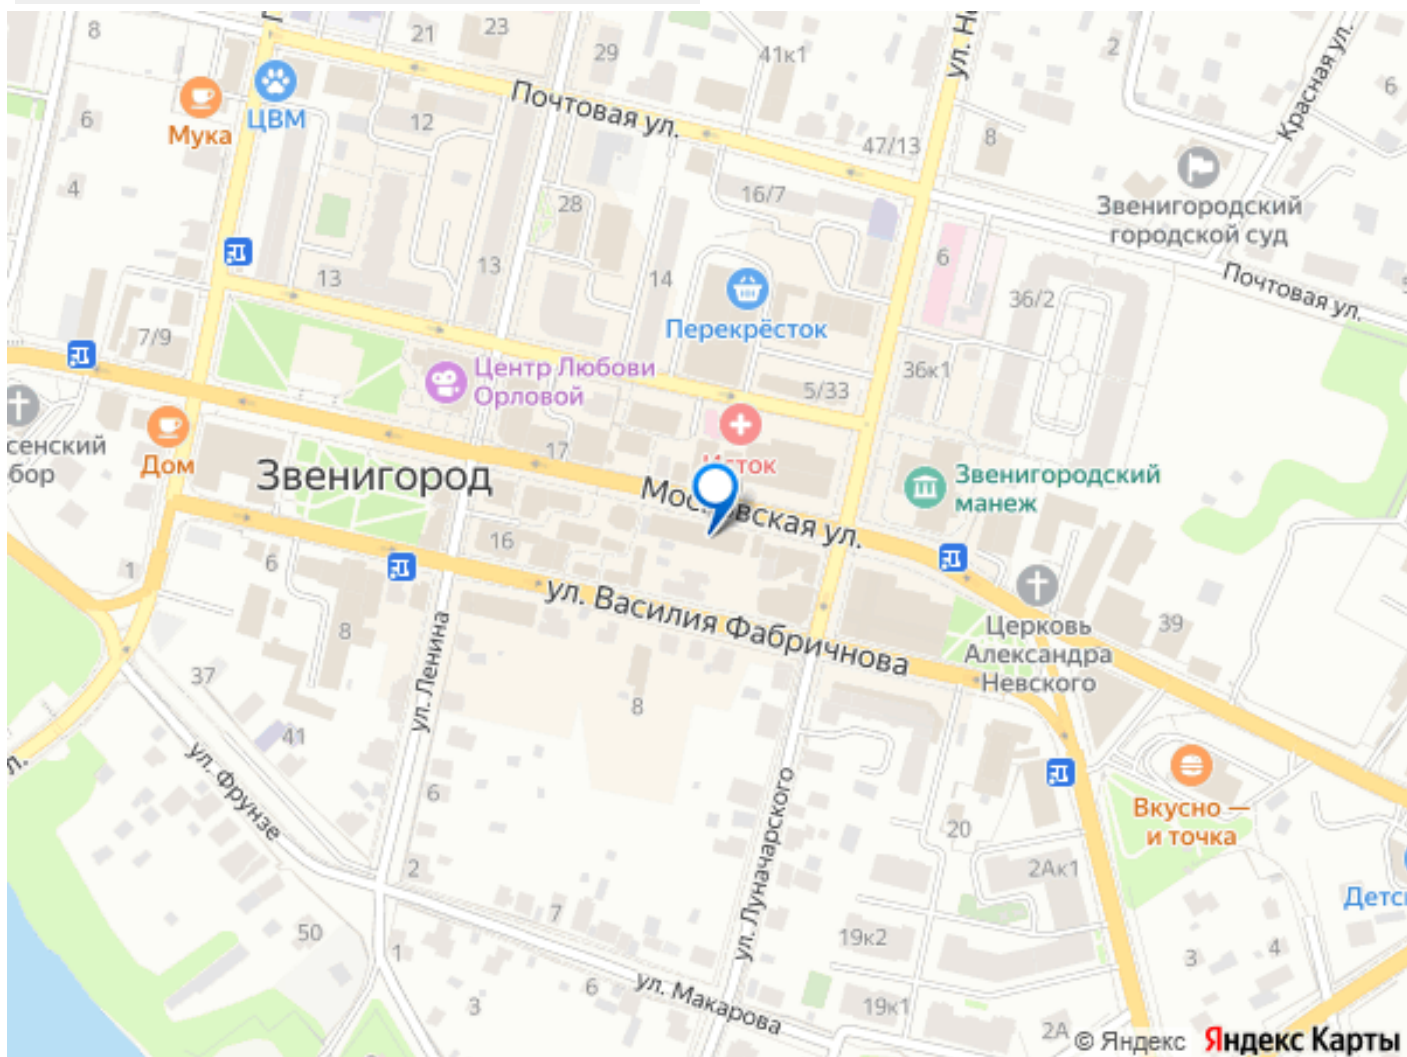 8
21
23
29
41к1
ул. Но
2
Красная ул.
6
Мука
ЦВМ
6
12
Почтовая ул.
47/13
8
4
28
16/7
Звенигородский
городской суд
13
13
14
6
Почтовая ул.
36/2
7/9
Перекрёсток
Центр Любови
Орловой
5/33
36к1
сенский
бор
Дом
17
Звенигород
Московская ул.
Звенигородский
манеж
16
1
6
8
ул. Василия Фабричнова
Церковь
Александра
Невского
39
ул. Ленина
37
41
8
ул. Фрунзе
л.
6
ул. Луначарского
20
Вкусно —
и точка
2
2Ак1
Детс
7
50
1
19к2
4
3
6
3
ул. Макарова
19к1
2А
© Яндекс Яндекс Карты